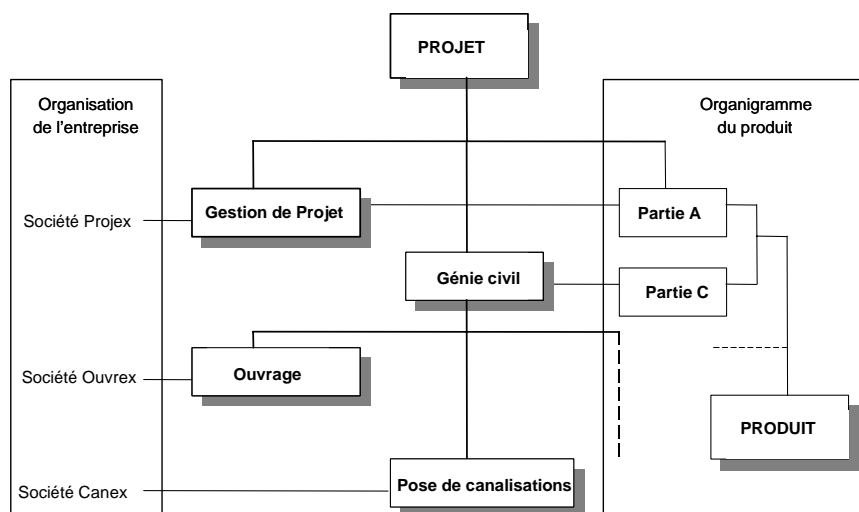 PROJET
Organisation
de l'entreprise
Organigramme
du produit
Société Projex
Gestion de Projet
Partie A
Génie civil
Partie C
Société Ouvrex
Ouvrage
PRODUIT
Société Canex
Pose de canalisations